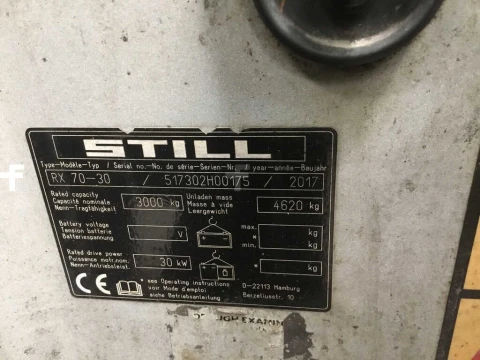 STILL
Type-Modèle-Typ / Serial no.-No. de série-Serien-Nr. / year-année-Baujahr
RX 70-30 / 517302H00175 / 2017
Rated capacity
Capacité nominale
Nenn-Tragfähigkeit
3000 kg
Unladen mass
Masse à vide
Leergewicht
4620 kg
Battery voltage
Tension batterie
Batteriespannung
V
max. kg
*
min. kg
Rated drive power
Puissance motr.nom.
Nenn-Antriebsleist.
30 kW
* kg
CE
*see Operating instructions
voir Mode d'emploi
siehe Betriebsanleitung
D-22113 Hamburg
Berzeliusstr. 10
EXAMIN